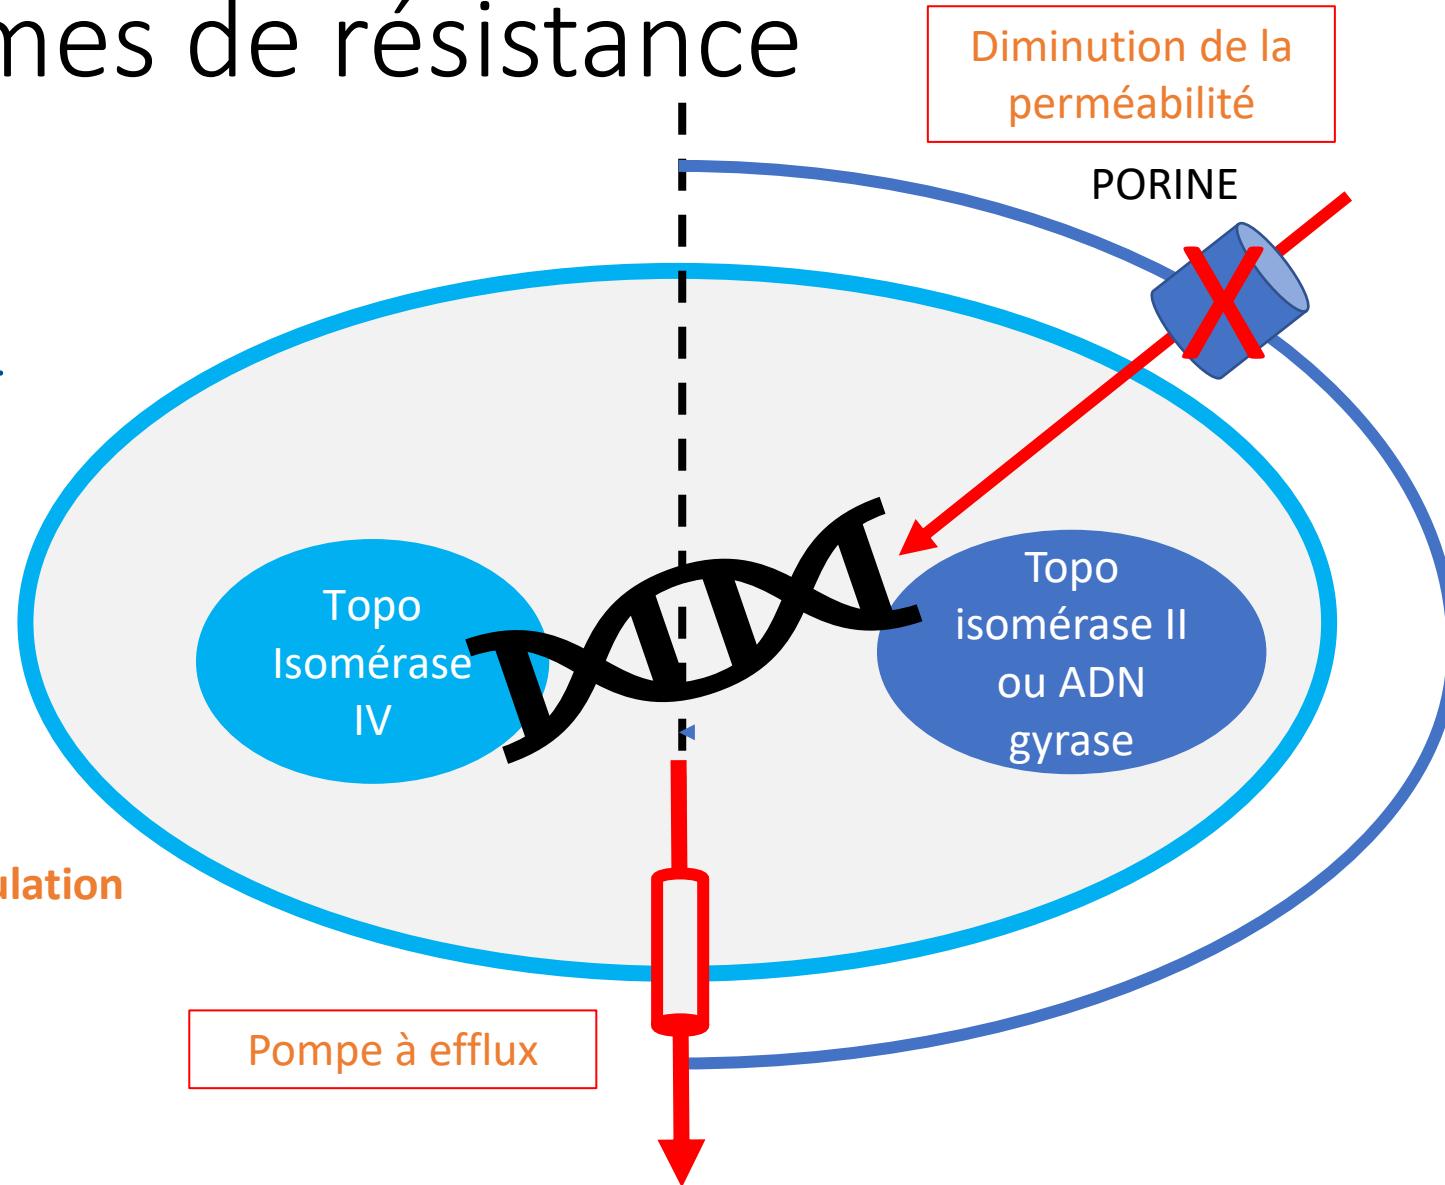 mes de résistance
Diminution de la
perméabilité
PORINE
Topo
Isomérase
IV
Topo
isomérase II
ou ADN
gyrase
ulation
Pompe à efflux